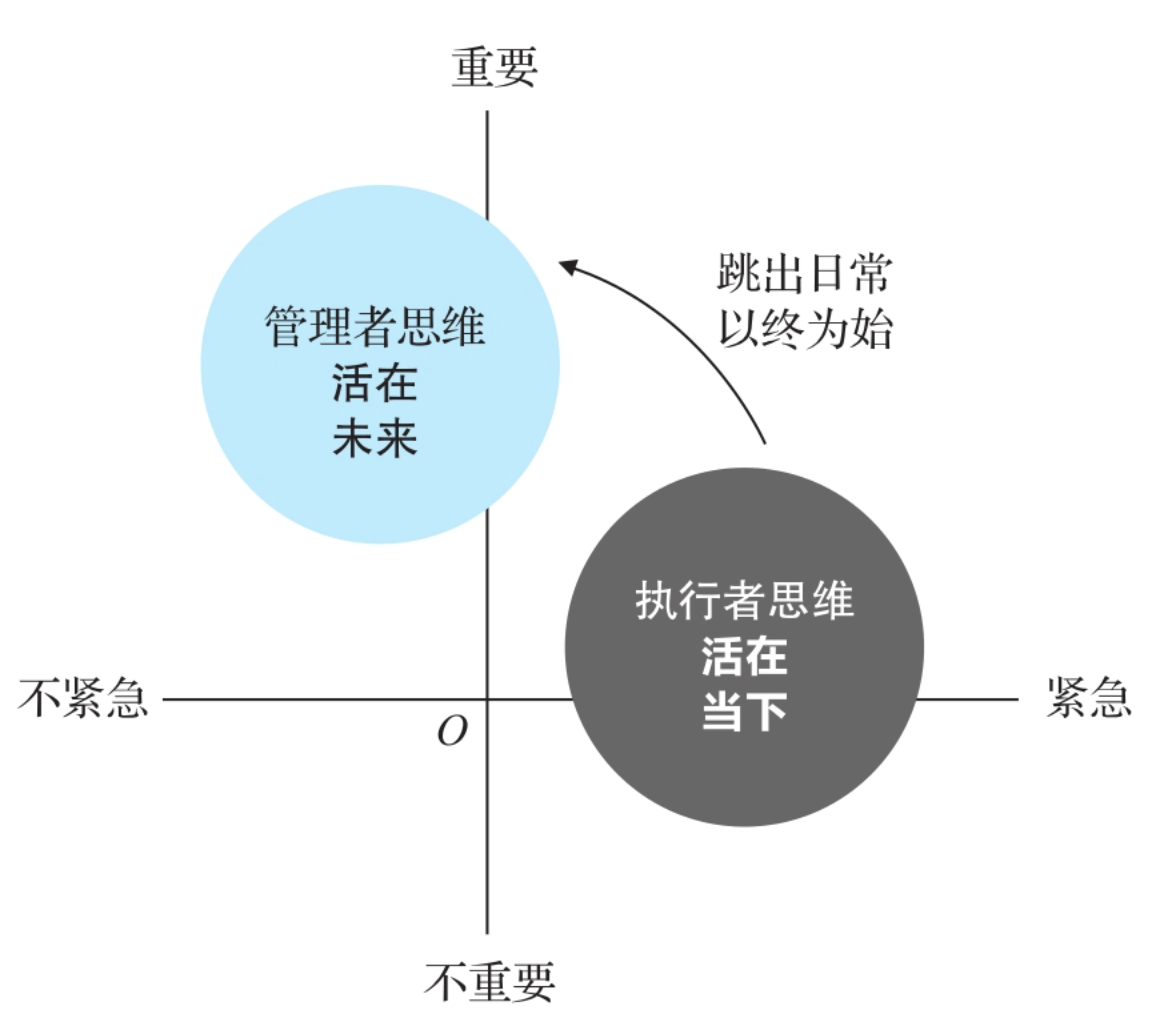 重要
跳出日常
以终为始
管理者思维
活在
未来
执行者思维
活在
当下
不紧急
紧急
O
不重要